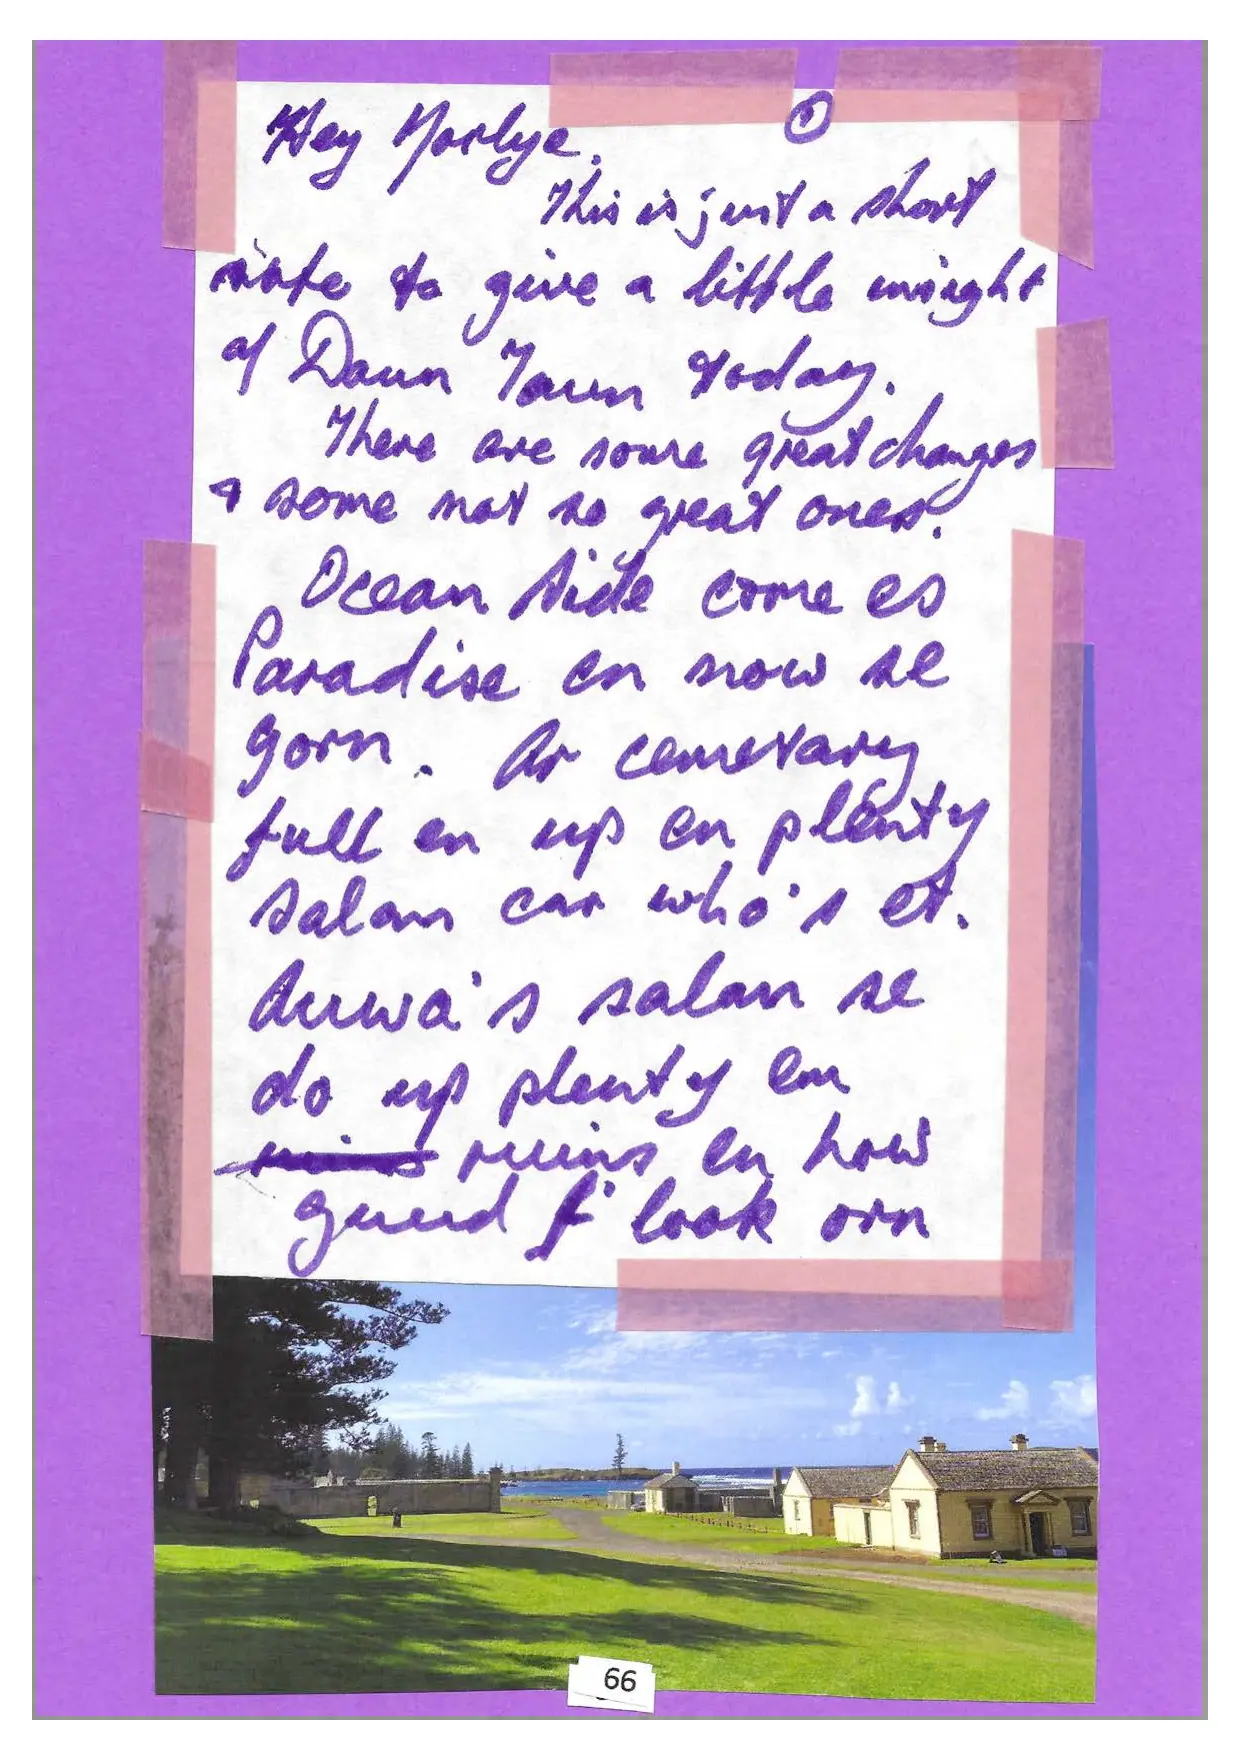 ①
Hey Yorlye.
This is just a short
note to give a little insight
of Daun Taun today.
There are some great changes
& some not so great ones.
Ocean Side come es
Paradise en now se
gorn. Ar cemetary
full en up en plenty
salan car who's et.
Auwa's salan se
do up plenty em
ruins en how
guud f' look orn
66